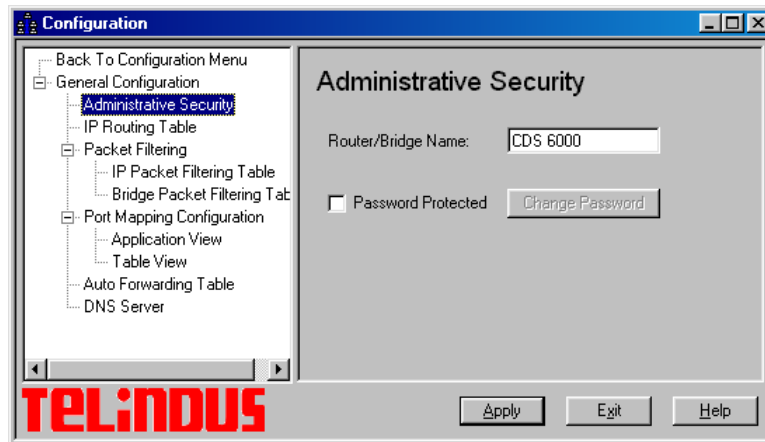 Configuration
Back To Configuration Menu
General Configuration
Administrative Security
IP Routing Table
Packet Filtering
IP Packet Filtering Table
Bridge Packet Filtering Tab
Port Mapping Configuration
Application View
Table View
Auto Forwarding Table
DNS Server
Administrative Security
Router/Bridge Name: CDS 6000
Password Protected Change Password
TELINDUS
Apply Exit Help